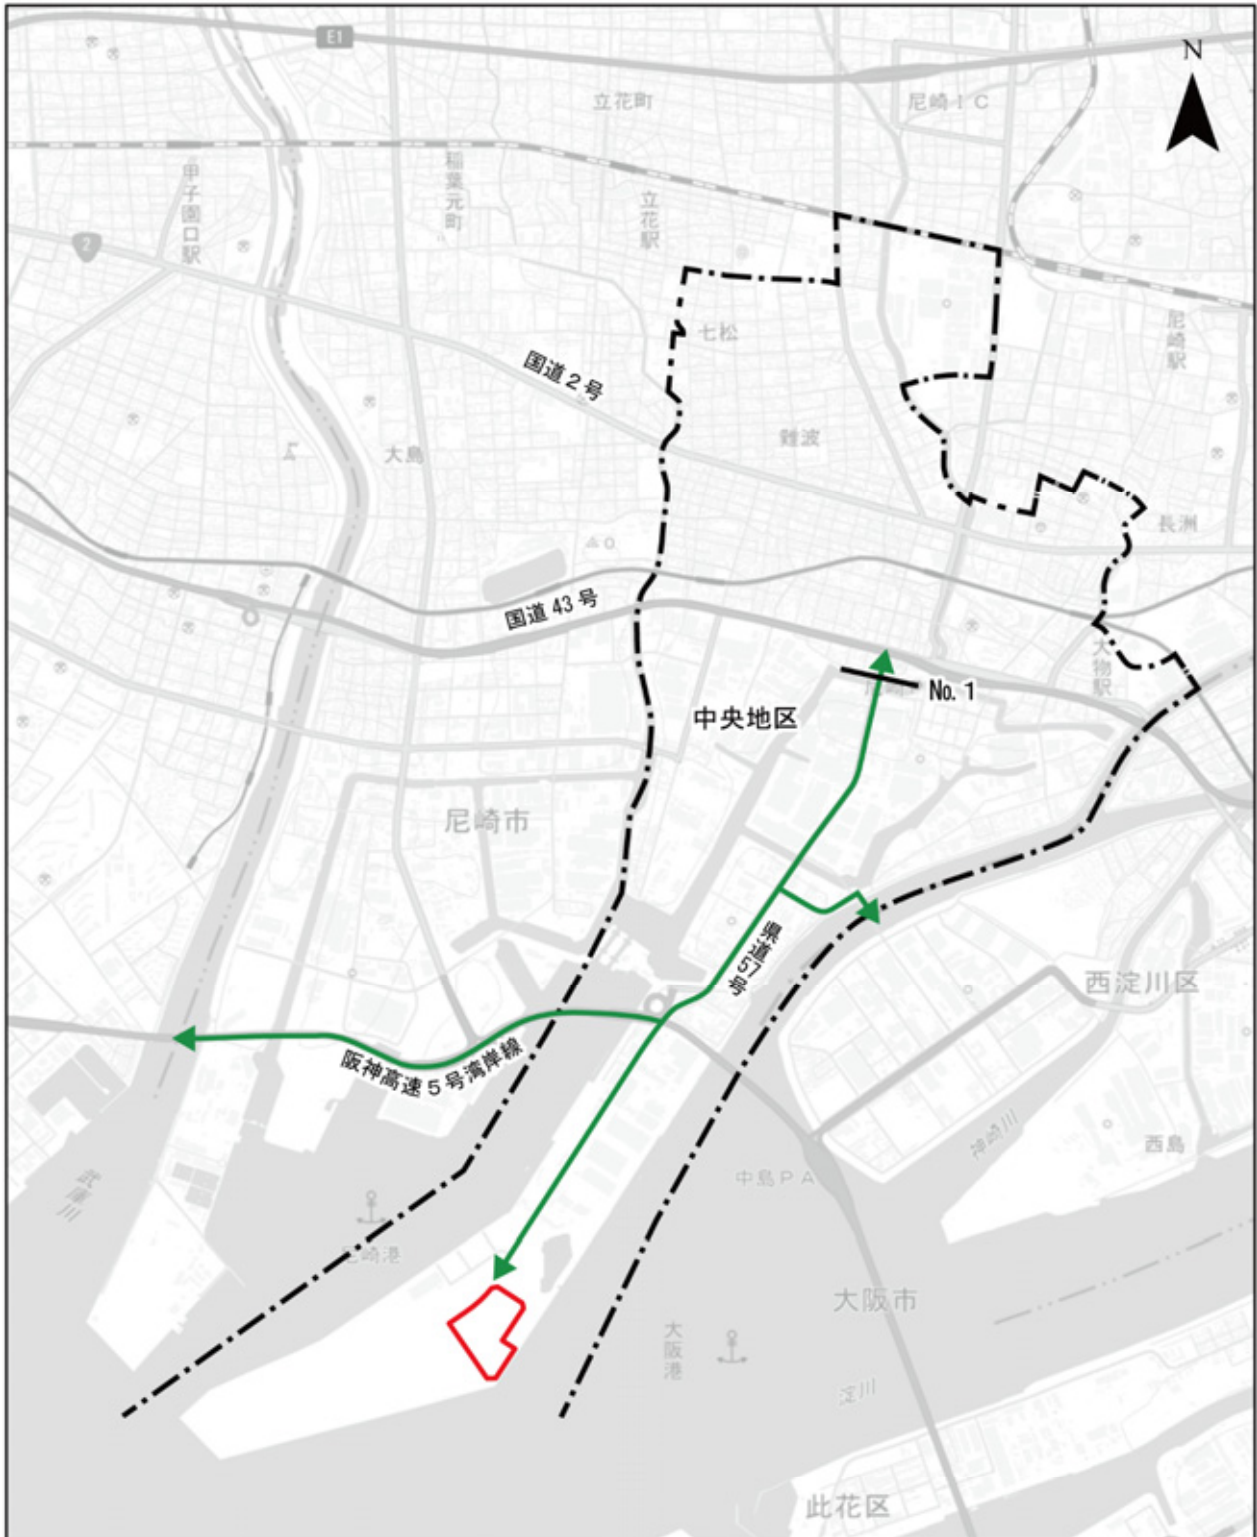 E1
N
立花町
尼崎IC
甲子園口駅
稲葉元町
立花駅
2
七松
尼崎駅
国道2号
難波
大島
長洲
国道43号
大物駅
No. 1
中央地区
尼崎市
県道57号
西淀川区
阪神高速5号湾岸線
神崎川
西島
中島PA
武庫川
尼崎港
大阪市
大阪港
淀川
此花区